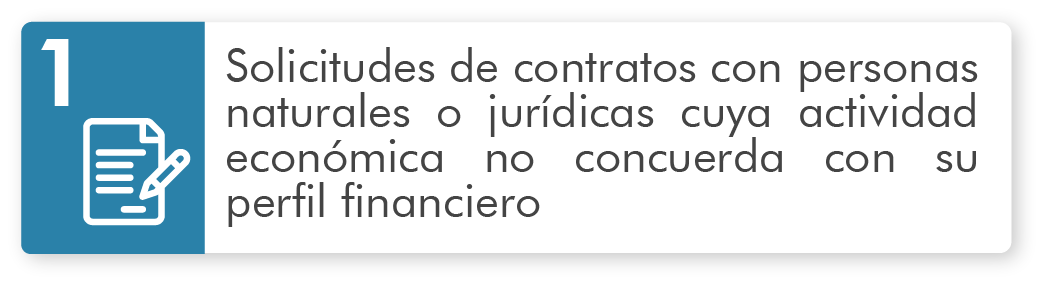 1
Solicitudes de contratos con personas
naturales o jurídicas cuya actividad
económica no concuerda con su
perfil financiero